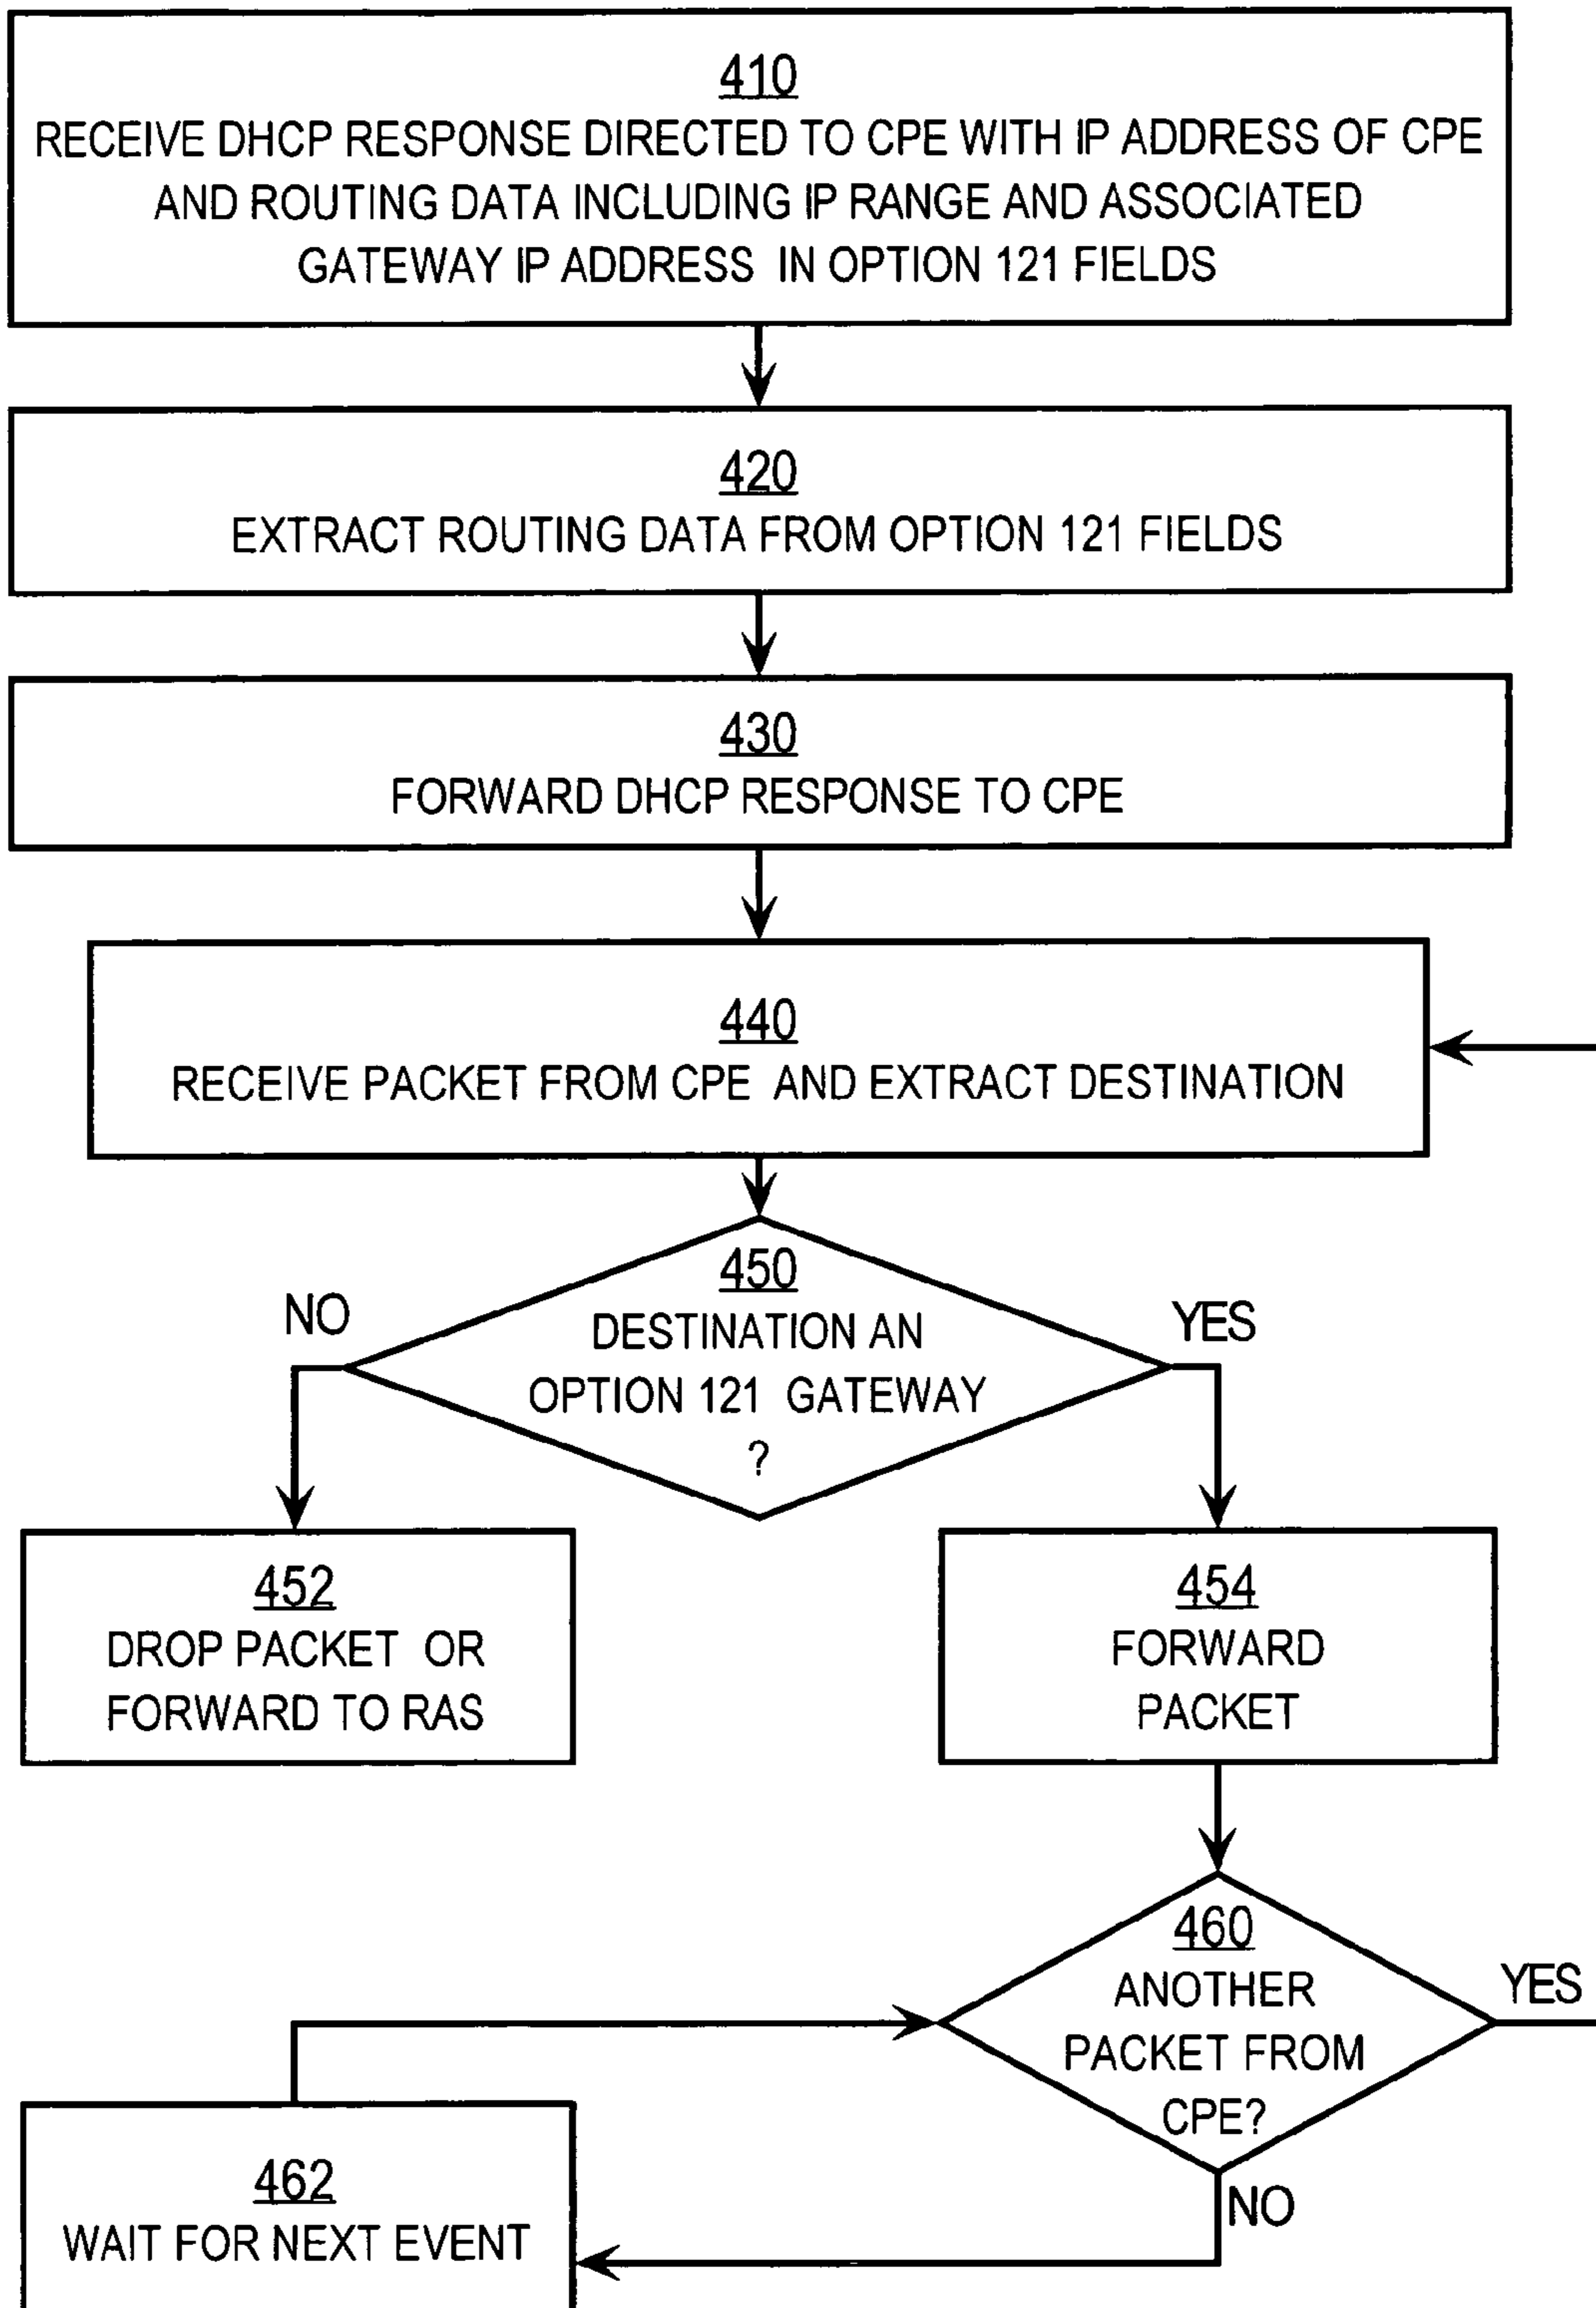 410
RECEIVE DHCP RESPONSE DIRECTED TO CPE WITH IP ADDRESS OF CPE
AND ROUTING DATA INCLUDING IP RANGE AND ASSOCIATED
GATEWAY IP ADDRESS IN OPTION 121 FIELDS
420
EXTRACT ROUTING DATA FROM OPTION 121 FIELDS
430
FORWARD DHCP RESPONSE TO CPE
440
RECEIVE PACKET FROM CPE AND EXTRACT DESTINATION
450
DESTINATION AN
OPTION 121 GATEWAY
?
NO
YES
452
DROP PACKET OR
FORWARD TO RAS
454
FORWARD
PACKET
460
ANOTHER
PACKET FROM
CPE?
YES
NO
462
WAIT FOR NEXT EVENT